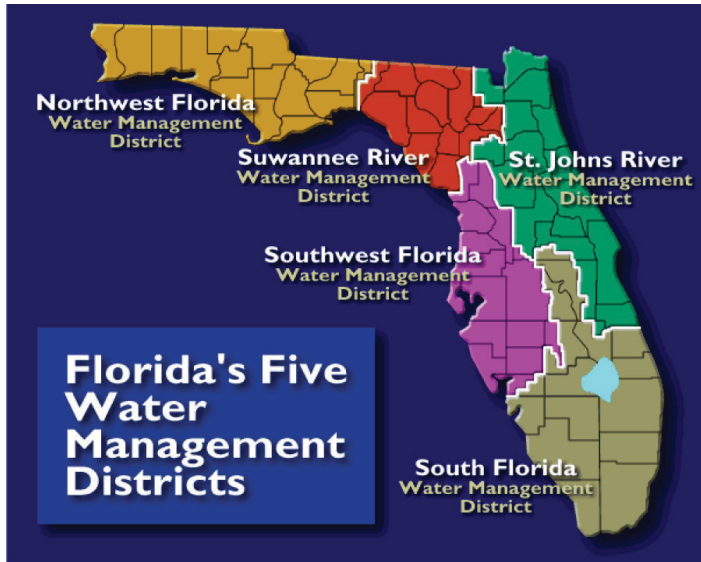 Northwest Florida
Water Management
District
Suwannee River
Water Management
District
St. Johns River
Water Management
District
Southwest Florida
Water Management
District
Florida's Five
Water
Management
Districts
South Florida
Water Management
District